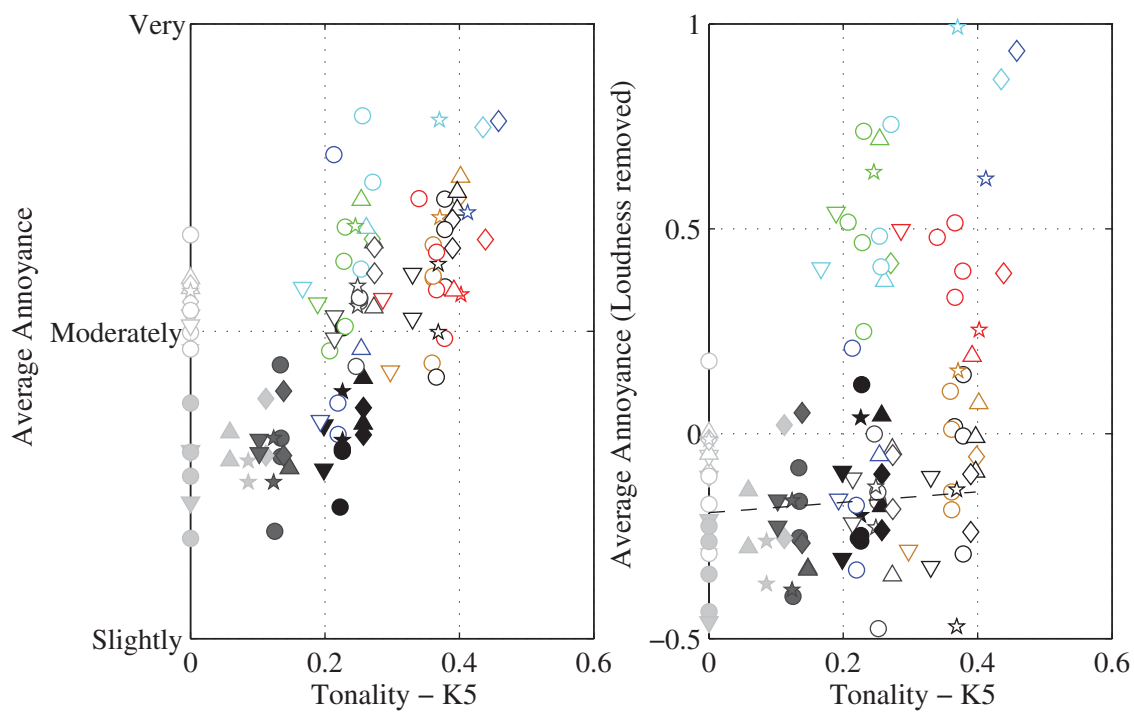 Average Annoyance
Very
Moderately
Slightly
0
0.2
0.4
0.6
Tonality – K5
Average Annoyance (Loudness removed)
1
0.5
0
−0.5
0
0.2
0.4
0.6
Tonality – K5